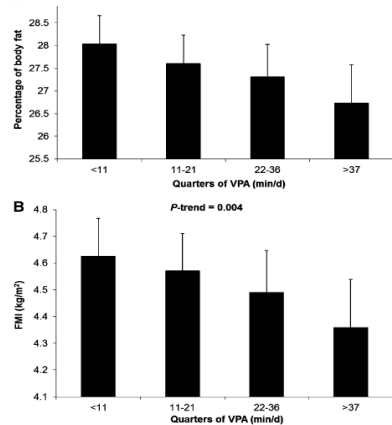 Percentage of body fat
28.5
28
27.5
27
26.5
26
25.5
<11 11-21 22-36 >37
Quarters of VPA (min/d)
B
P-trend = 0.004
FMI (kg/m²)
4.8
4.7
4.6
4.5
4.4
4.3
4.2
4.1
<11 11-21 22-36 >37
Quarters of VPA (min/d)